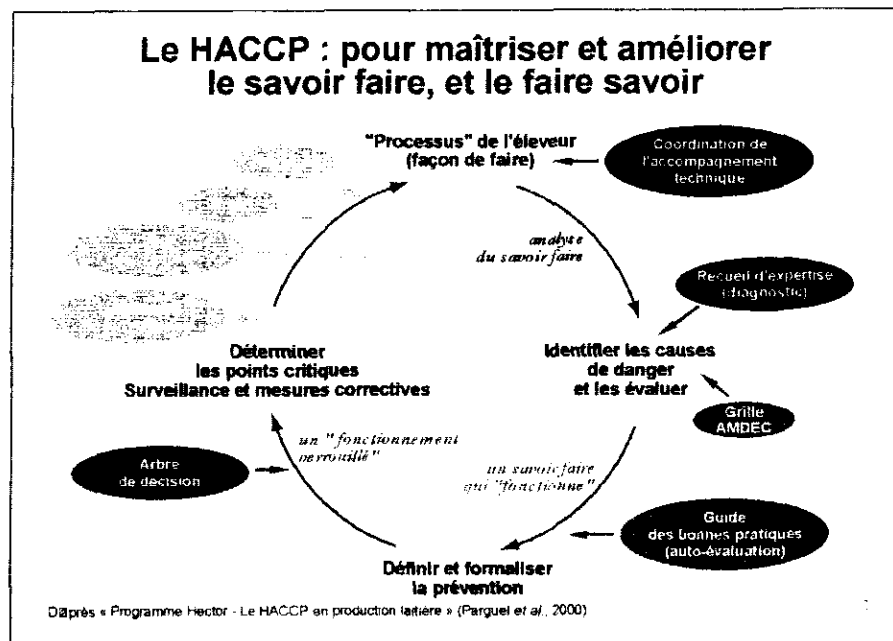 Le HACCP : pour maîtriser et améliorer
le savoir faire, et le faire savoir
"Processus" de l'éleveur
(façon de faire)
Coordination de
l'accompagnement
technique
analyse
du savoir faire
Recueil d'expertise
(diagnostic)
Déterminer
les points critiques
Surveillance et mesures correctives
Identifier les causes
de danger
et les évaluer
Grille
AMDEC
un "fonctionnement
verrouillé"
Arbre
de décision
un savoir faire
qui "fonctionne"
Guide
des bonnes pratiques
(auto-évaluation)
Définir et formaliser
la prévention
D'après « Programme Hector - Le HACCP en production laitière » (Parguel et al., 2000)